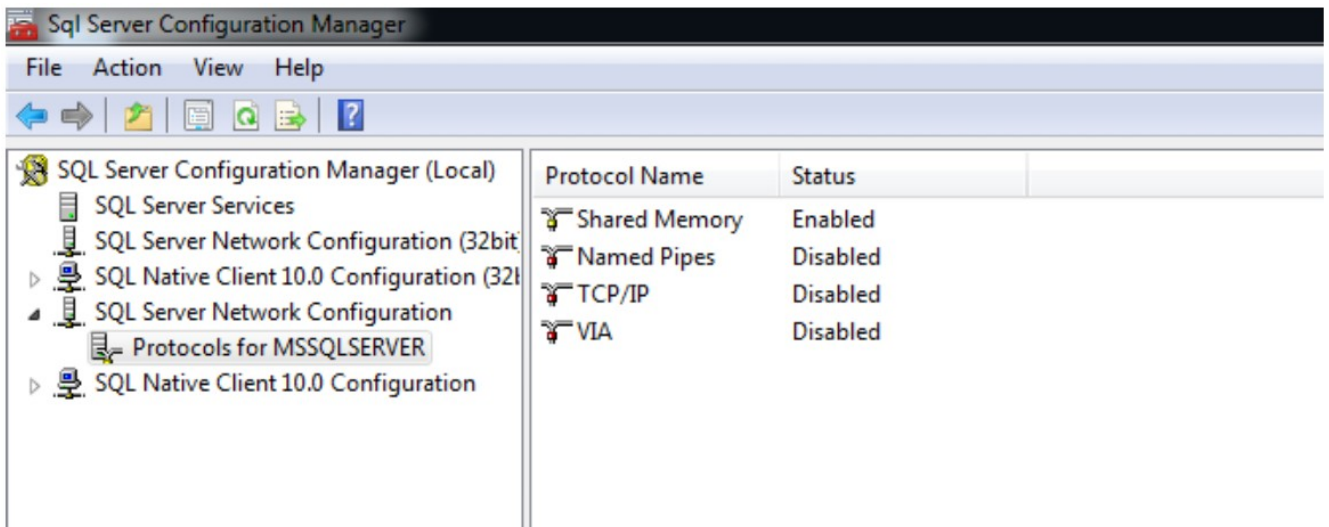 Sql Server Configuration Manager
File Action View Help
SQL Server Configuration Manager (Local)
SQL Server Services
SQL Server Network Configuration (32bit
SQL Native Client 10.0 Configuration (32b
SQL Server Network Configuration
Protocols for MSSQLSERVER
SQL Native Client 10.0 Configuration
Protocol Name Status
Shared Memory Enabled
Named Pipes Disabled
TCP/IP Disabled
VIA Disabled